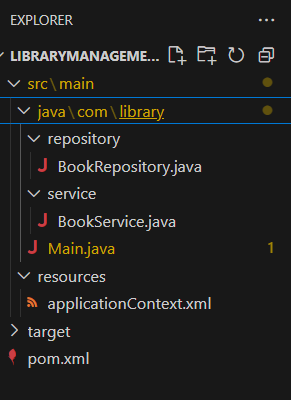 EXPLORER
LIBRARYMANAGEME...
src\main
java\com\library
repository
BookRepository.java
service
BookService.java
Main.java 1
resources
applicationContext.xml
target
pom.xml